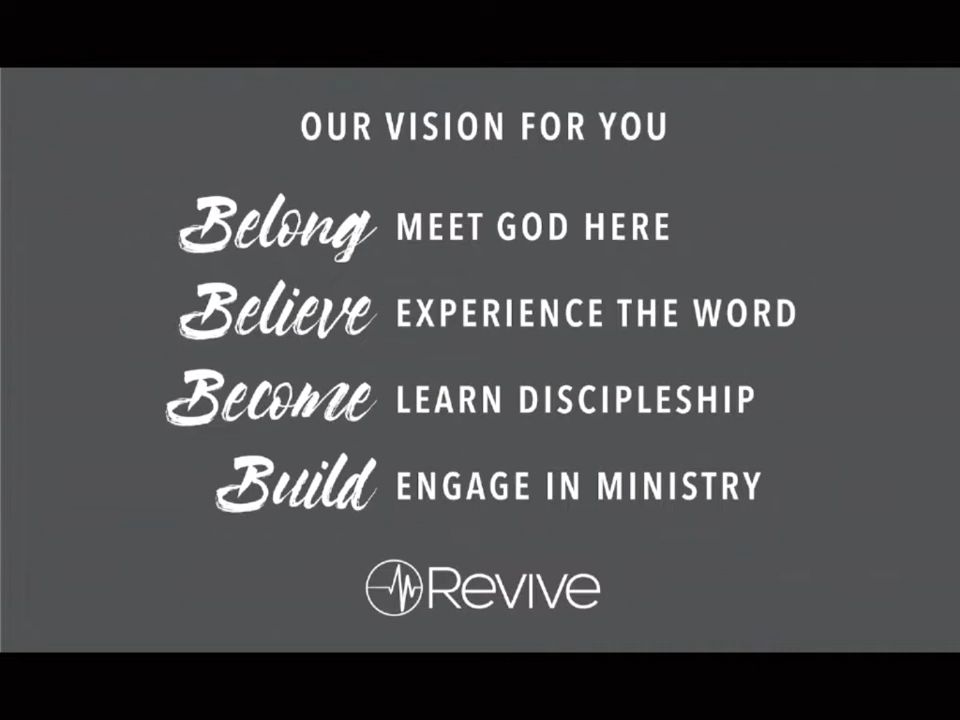 OUR VISION FOR YOU
Belong MEET GOD HERE
Believe EXPERIENCE THE WORD
Become LEARN DISCIPLESHIP
Build ENGAGE IN MINISTRY
Revive